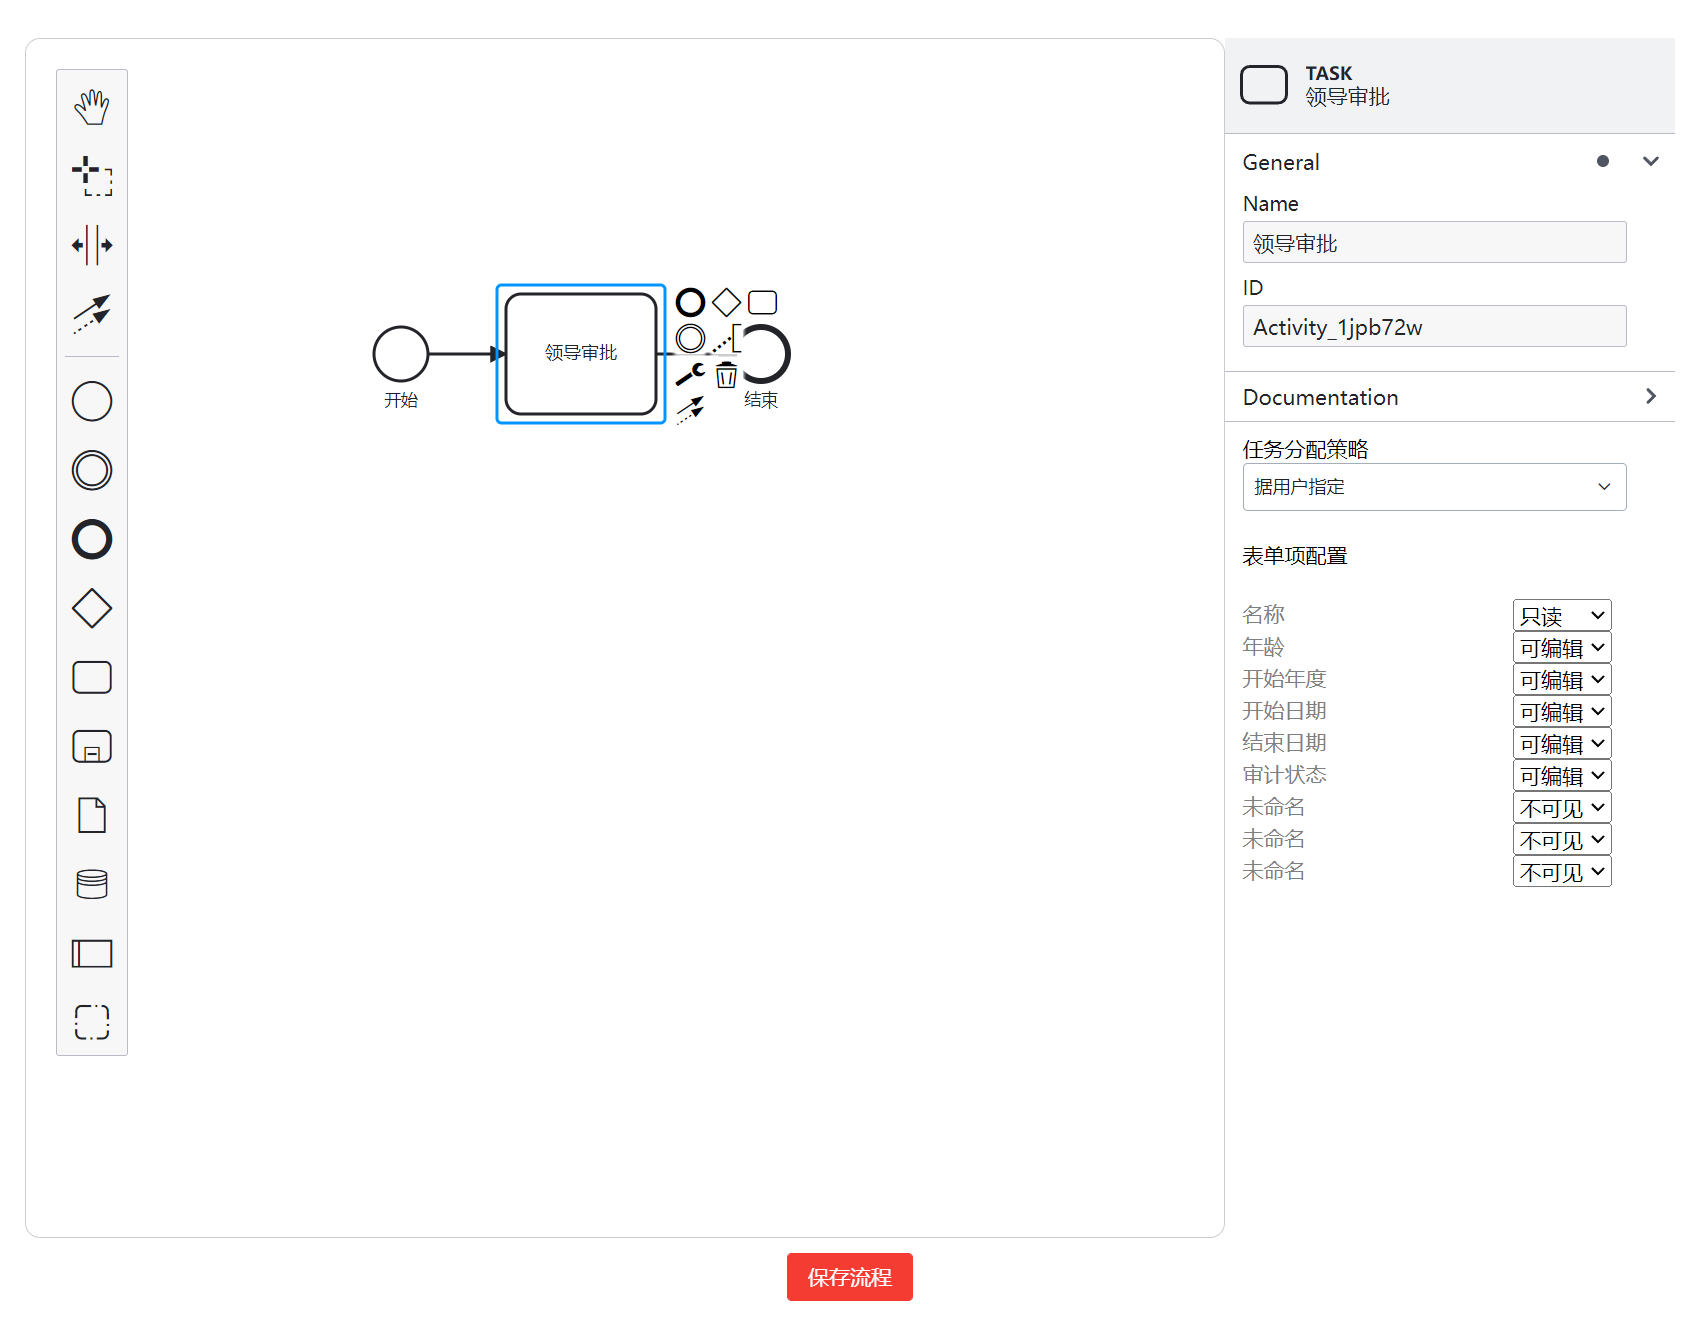 开始
领导审批
结束
TASK
领导审批
General
Name
领导审批
ID
Activity_1jpb72w
Documentation
任务分配策略
据用户指定
表单项配置
名称 只读
年龄 可编辑
开始年度 可编辑
开始日期 可编辑
结束日期 可编辑
审计状态 可编辑
未命名 不可见
未命名 不可见
未命名 不可见
保存流程